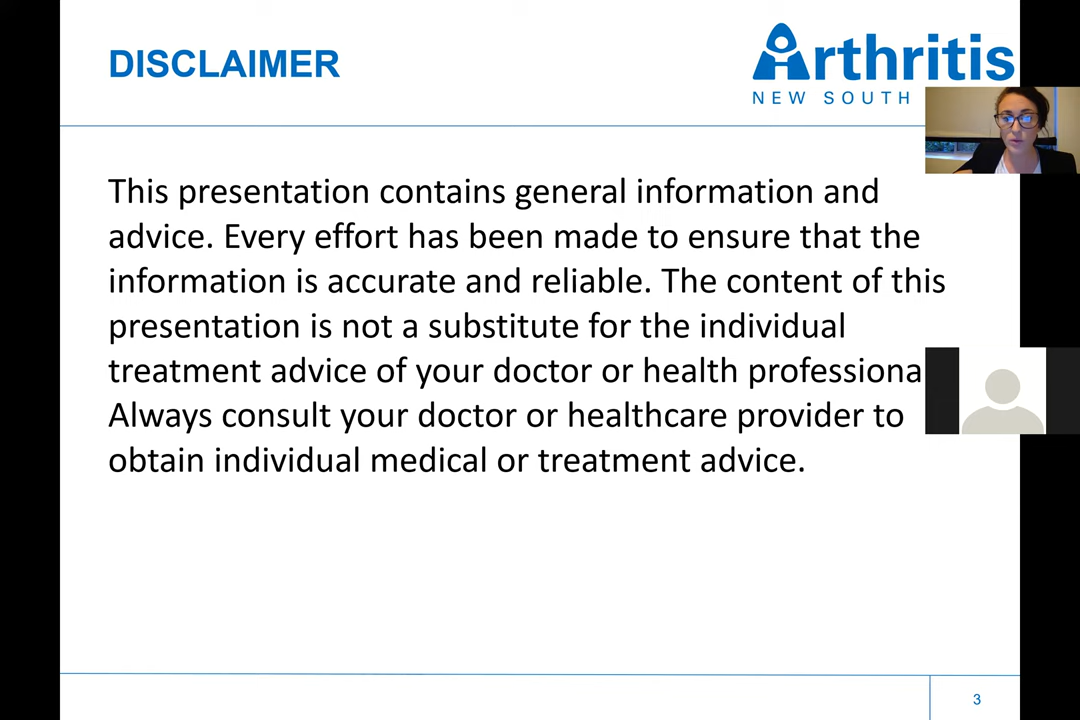 DISCLAIMER
Arthritis
NEW SOUTH
This presentation contains general information and
advice. Every effort has been made to ensure that the
information is accurate and reliable. The content of this
presentation is not a substitute for the individual
treatment advice of your doctor or health professiona
Always consult your doctor or healthcare provider to
obtain individual medical or treatment advice.
3